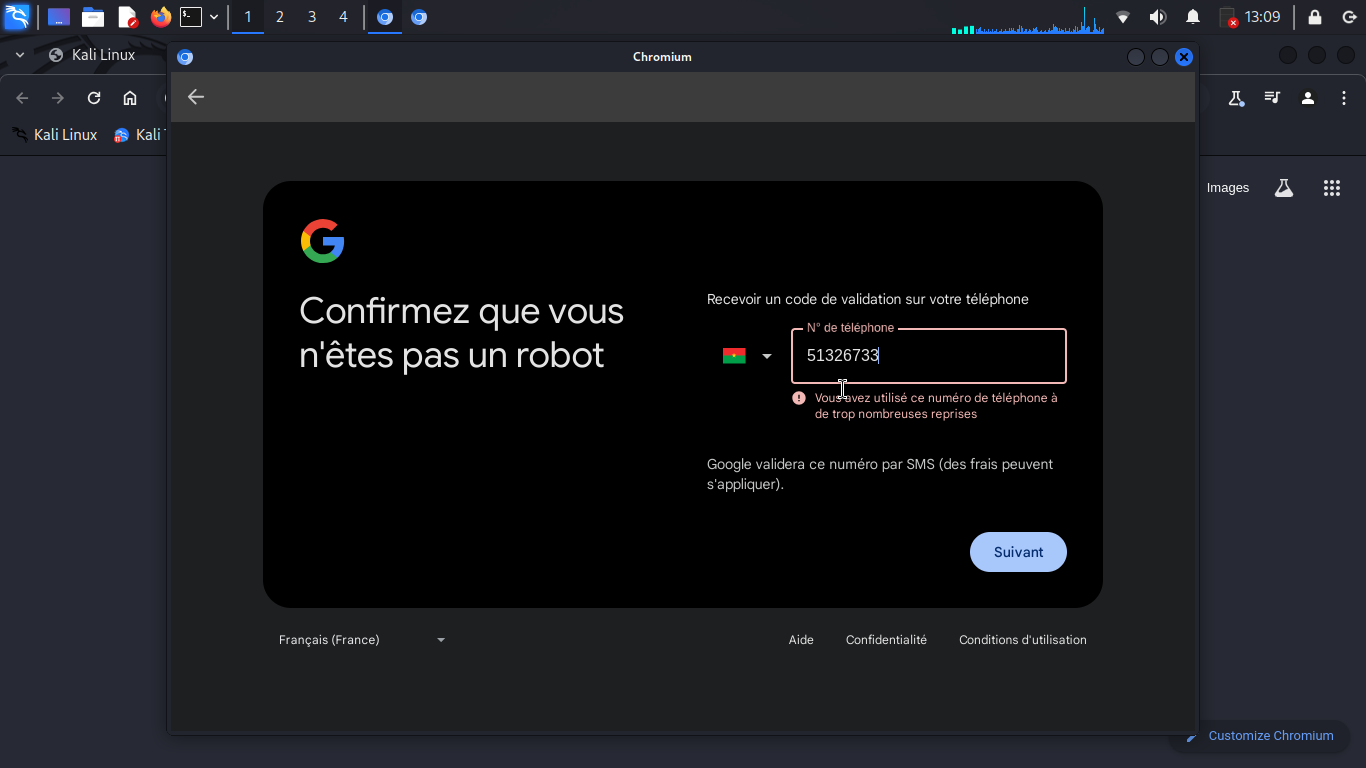 1
2
3
4
13:09
Kali Linux
Chromium
Kali Linux
Kali
Images
Confirmez que vous
n'êtes pas un robot
Recevoir un code de validation sur votre téléphone
N° de téléphone
51326733
Vous avez utilisé ce numéro de téléphone à
de trop nombreuses reprises
Google validera ce numéro par SMS (des frais peuvent
s'appliquer).
Suivant
Français (France)
Aide
Confidentialité
Conditions d'utilisation
Customize Chromium